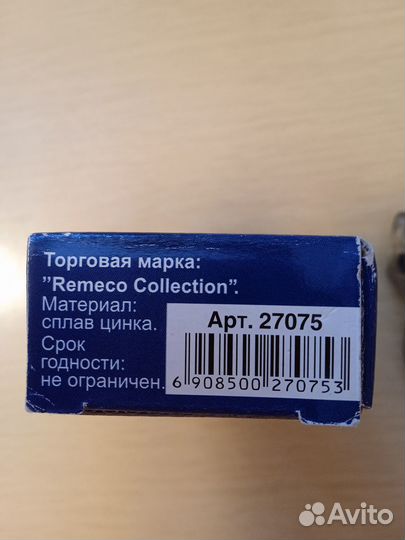 Торговая марка:
"Remeco Collection".
Материал:
сплав цинка.
Срок
годности:
не ограничен.
Арт. 27075
6 908500 270753
Avito